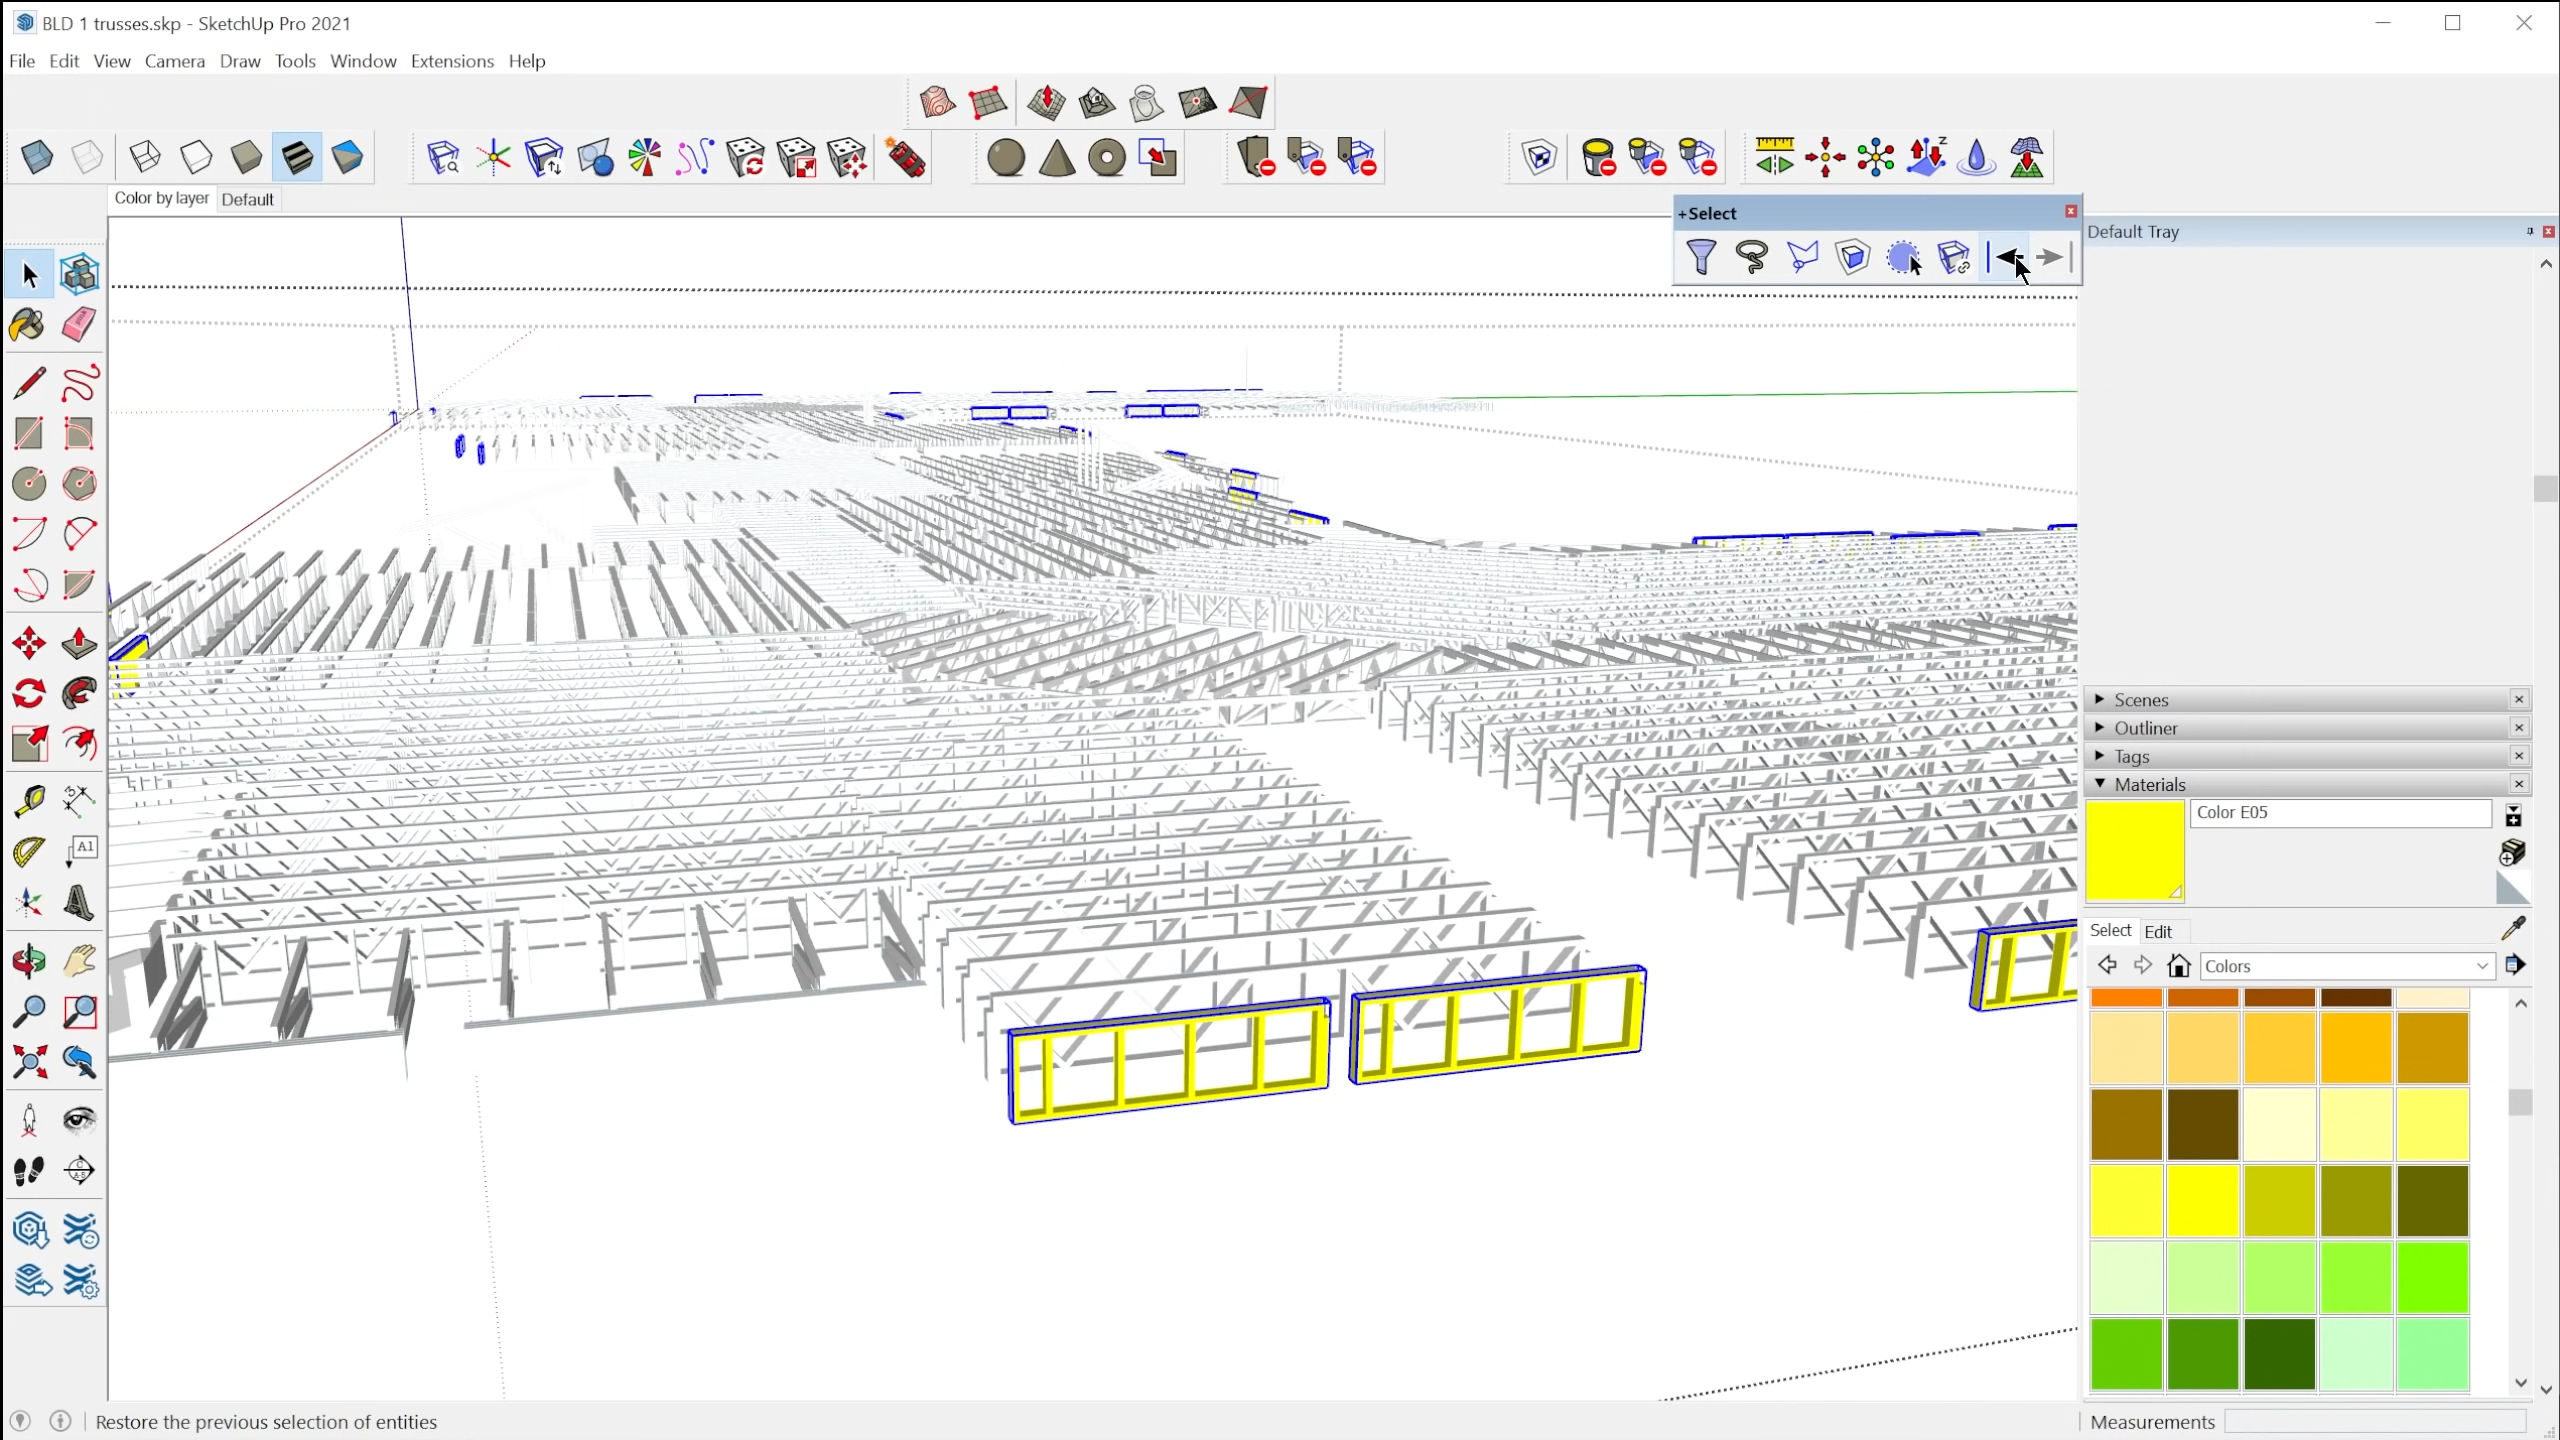 BLD 1 trusses.skp - SketchUp Pro 2021
File Edit View Camera Draw Tools Window Extensions Help
Color by layer Default
+Select
Default Tray
Scenes
Outliner
Tags
Materials
Color E05
A1
Select Edit
Colors
Restore the previous selection of entities
Measurements